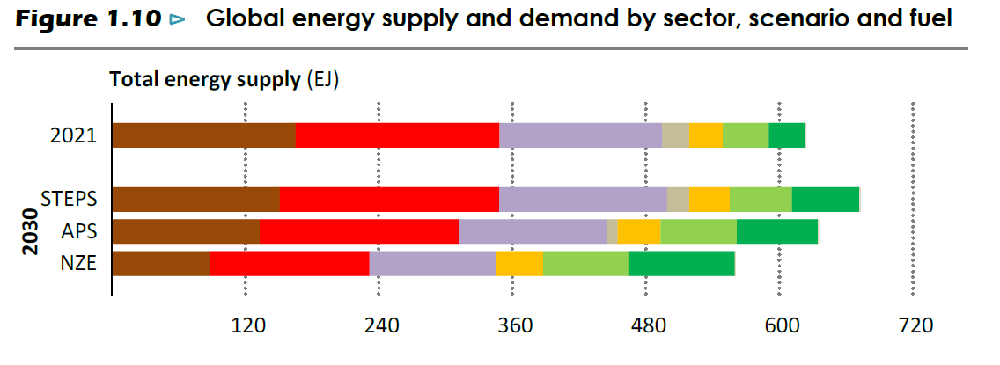 Figure 1.10 ▻ Global energy supply and demand by sector, scenario and fuel
Total energy supply (EJ)
2021
2030
STEPS
APS
NZE
120 240 360 480 600 720